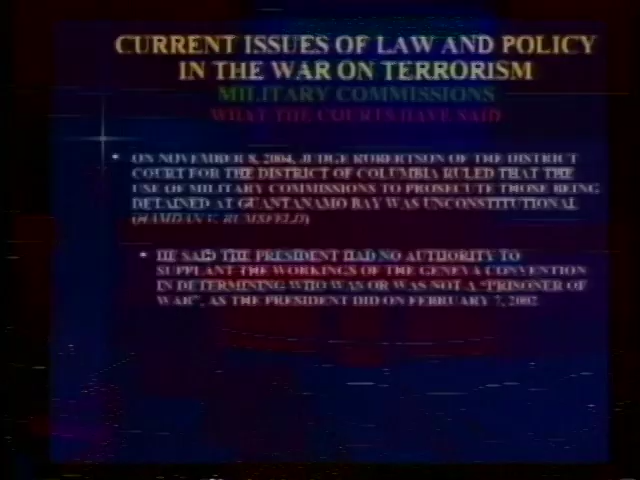 CURRENT ISSUES OF LAW AND POLICY
IN THE WAR ON TERRORISM
MILITARY COMMISSIONS
WHAT THE COURTS HAVE SAID
• ON NOVEMBER 8, 2004, JUDGE ROBERTSON OF THE DISTRICT
COURT FOR THE DISTRICT OF COLUMBIA RULED THAT THE
USE OF MILITARY COMMISSIONS TO PROSECUTE THOSE BEING
DETAINED AT GUANTANAMO BAY WAS UNCONSTITUTIONAL
(HAMDAN V. RUMSFELD)
• HE SAID THE PRESIDENT HAD NO AUTHORITY TO
SUPPLANT THE WORKINGS OF THE GENEVA CONVENTION
IN DETERMINING WHO WAS OR WAS NOT A "PRISONER OF
WAR", AS THE PRESIDENT DID ON FEBRUARY 7, 2002